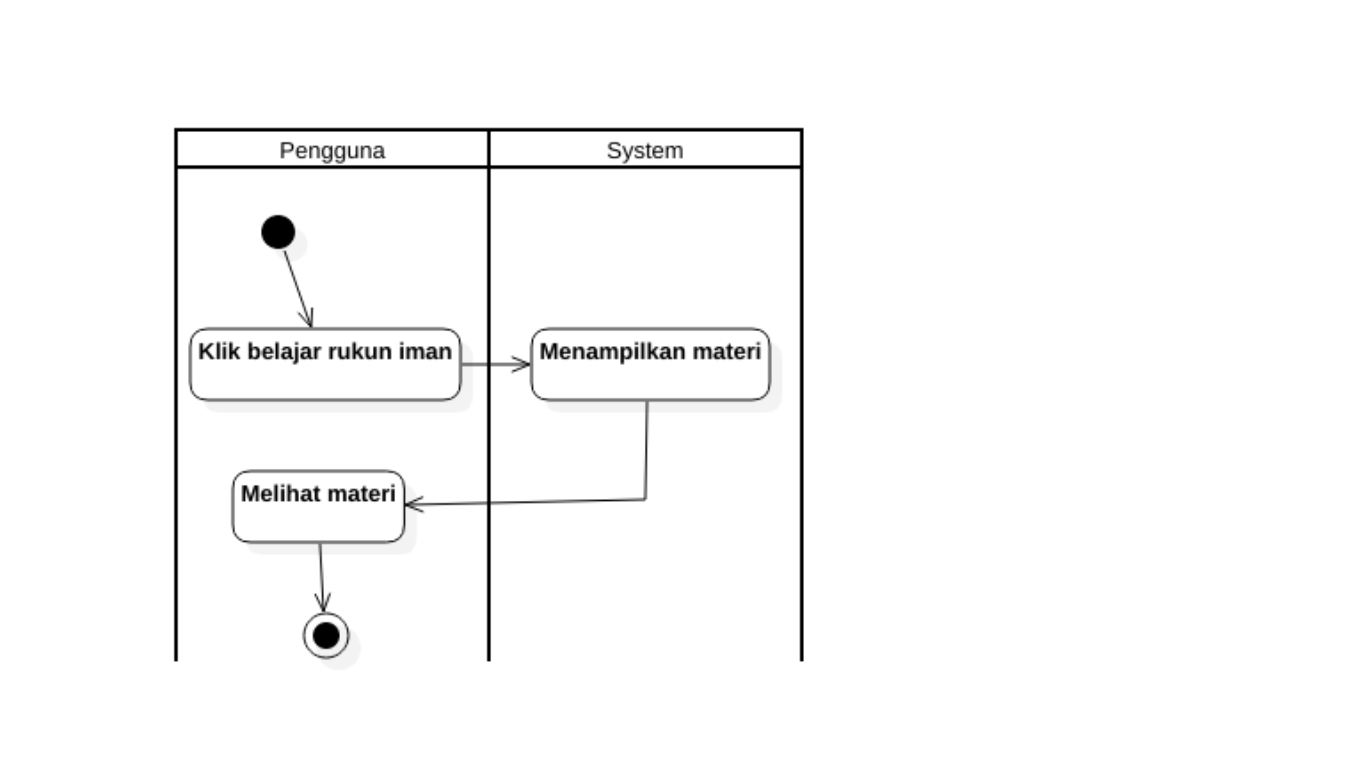 Pengguna
System
Klik belajar rukun iman
Menampilkan materi
Melihat materi